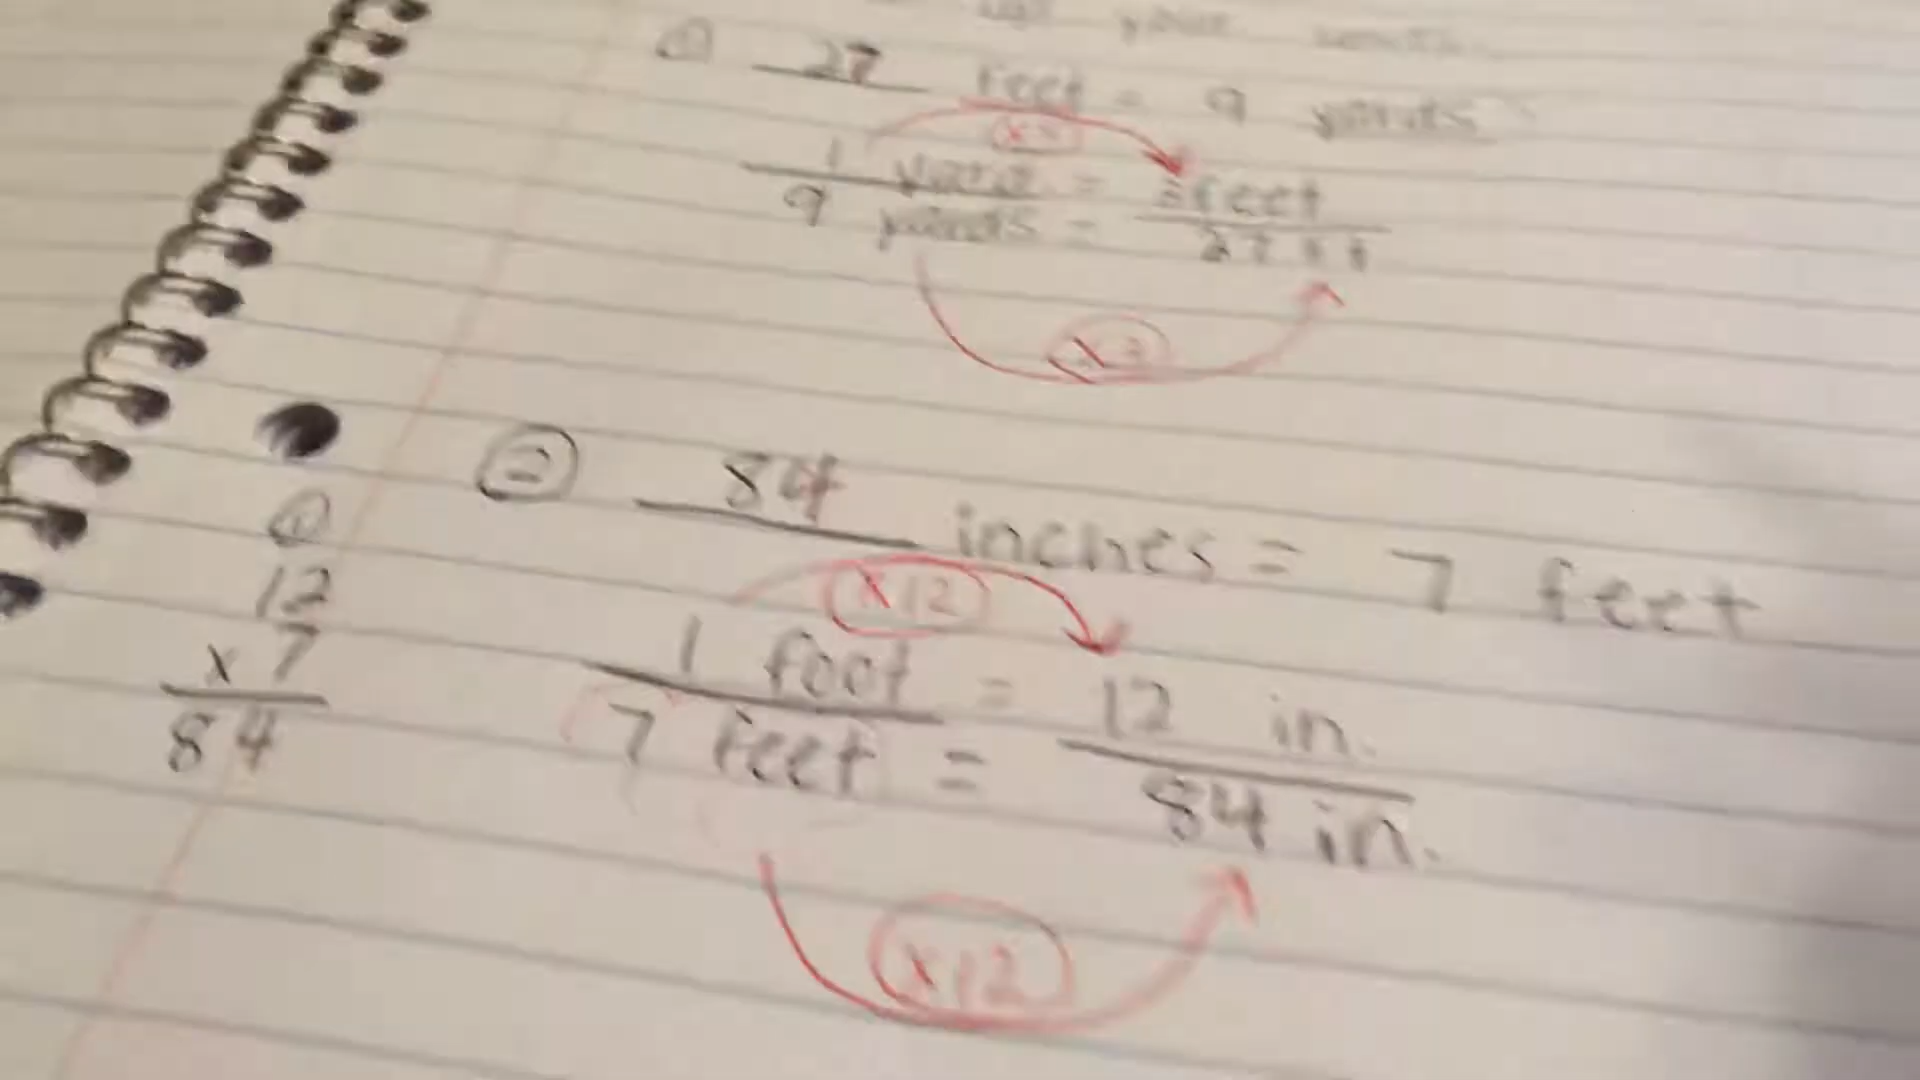 ① 27 feet = 9 yards
x3
1 yard = 3 feet
9 yards = 27 ft
x3
② 84 inches = 7 feet
x12
1 foot = 12 in.
7 feet = 84 in.
x12
①
12
x 7
84